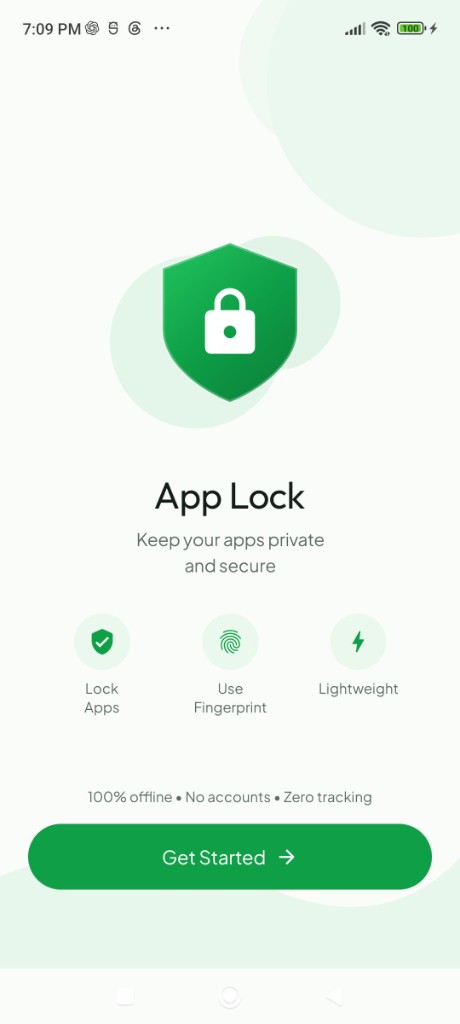 7:09 PM
100
App Lock
Keep your apps private
and secure
Lock
Apps
Use
Fingerprint
Lightweight
100% offline • No accounts • Zero tracking
Get Started →